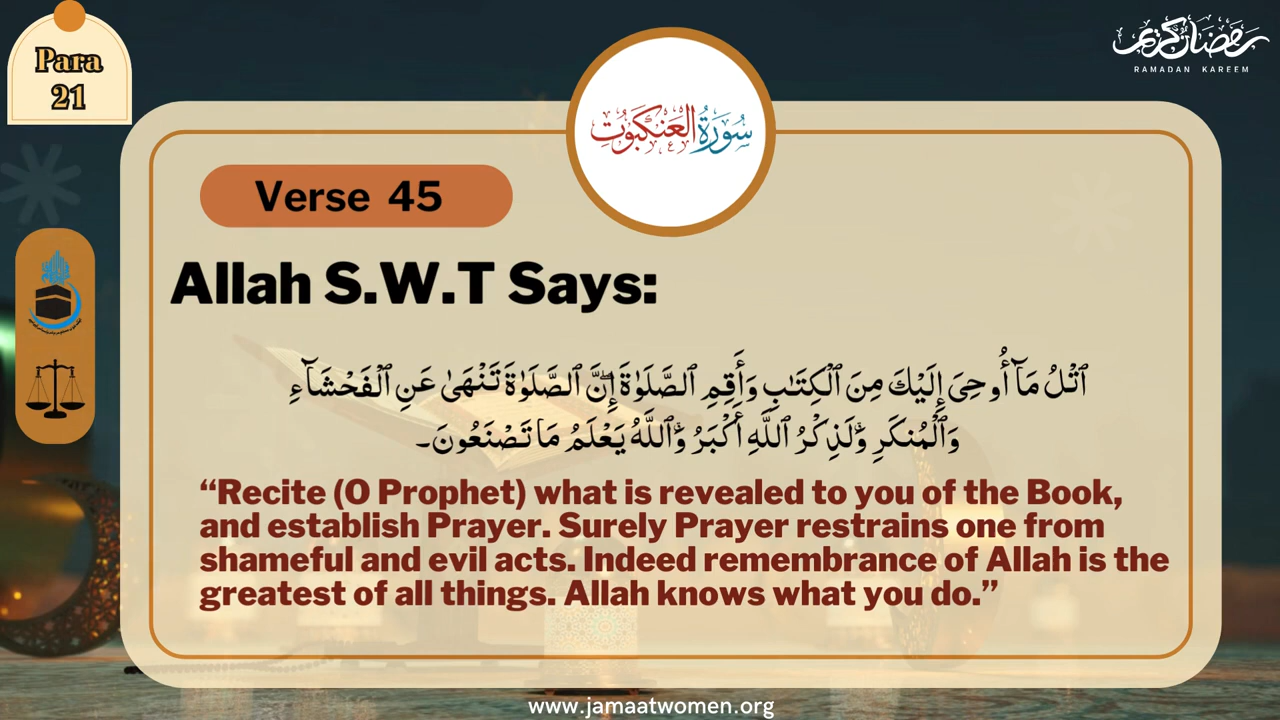 Para
21
رمضان كريم
RAMADAN KAREEM
سُورَةُ الْعَنْكَبُوتِ
Verse 45
Allah S.W.T Says:
ٱتْلُ مَآ أُوحِىَ إِلَيْكَ مِنَ ٱلْكِتَـٰبِ وَأَقِمِ ٱلصَّلَوٰةَ ۖ إِنَّ ٱلصَّلَوٰةَ تَنْهَىٰ عَنِ ٱلْفَحْشَآءِ
وَٱلْمُنكَرِ ۗ وَلَذِكْرُ ٱللَّهِ أَكْبَرُ ۗ وَٱللَّهُ يَعْلَمُ مَا تَصْنَعُونَ۔
“Recite (O Prophet) what is revealed to you of the Book,
and establish Prayer. Surely Prayer restrains one from
shameful and evil acts. Indeed remembrance of Allah is the
greatest of all things. Allah knows what you do.”
www.jamaatwomen.org